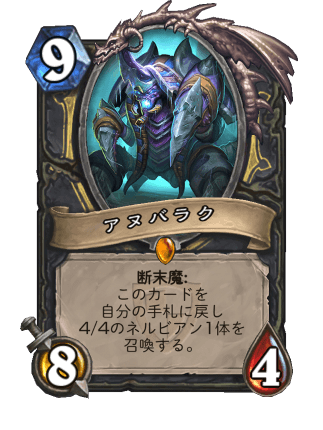 9
アヌバラク
断末魔:
このカードを
自分の手札に戻し
4/4のネルビアン1体を
召喚する。
8
4